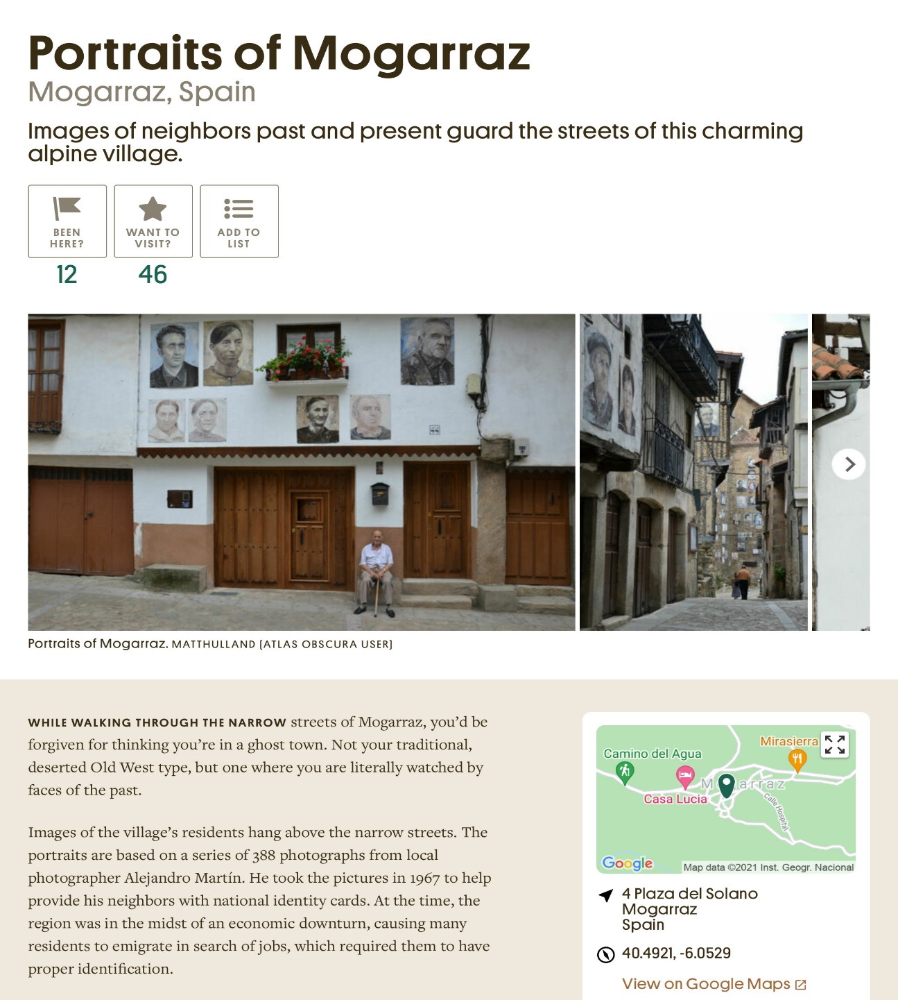 Portraits of Mogarraz
Mogarraz, Spain
Images of neighbors past and present guard the streets of this charming
alpine village.
BEEN
HERE?
12
WANT TO
VISIT?
46
ADD TO
LIST
Portraits of Mogarraz. MATTHULLAND (ATLAS OBSCURA USER)
WHILE WALKING THROUGH THE NARROW streets of Mogarraz, you’d be
forgiven for thinking you’re in a ghost town. Not your traditional,
deserted Old West type, but one where you are literally watched by
faces of the past.
Images of the village’s residents hang above the narrow streets. The
portraits are based on a series of 388 photographs from local
photographer Alejandro Martín. He took the pictures in 1967 to help
provide his neighbors with national identity cards. At the time, the
region was in the midst of an economic downturn, causing many
residents to emigrate in search of jobs, which required them to have
proper identification.
Mirasierra
Camino del Agua
M garraz
Casa Lucia
Calle Hospital
Google
Map data ©2021 Inst. Geogr. Nacional
4 Plaza del Solano
Mogarraz
Spain
40.4921, -6.0529
View on Google Maps